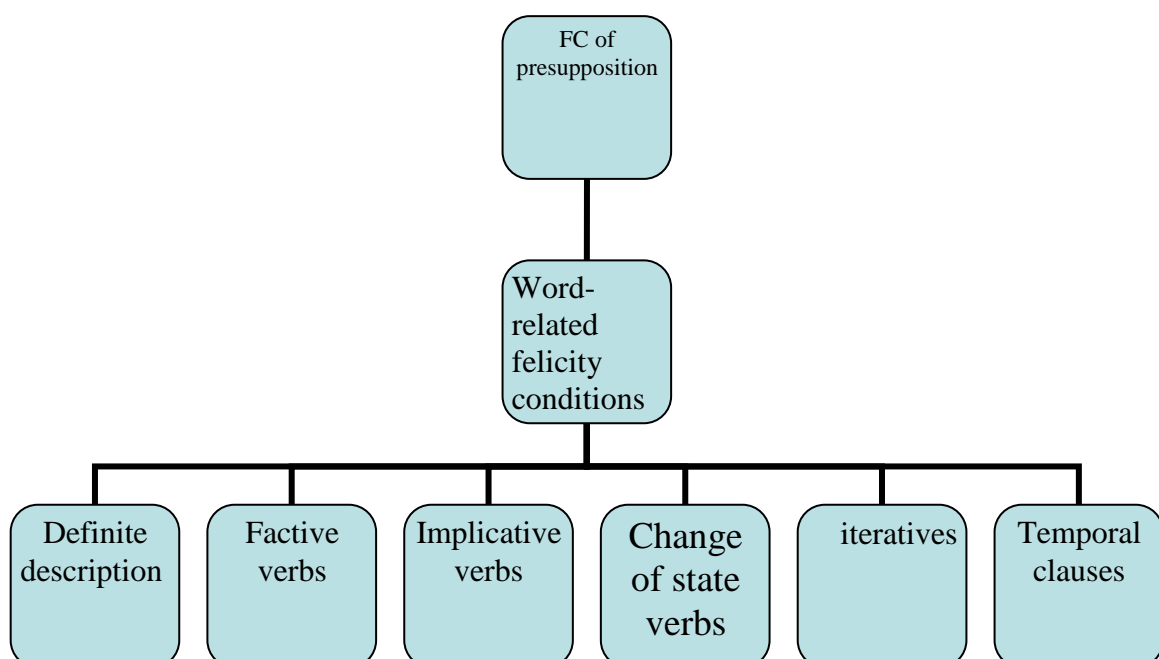 FC of
presupposition
Word-
related
felicity
conditions
Definite
description
Factive
verbs
Implicative
verbs
Change
of state
verbs
iteratives
Temporal
clauses